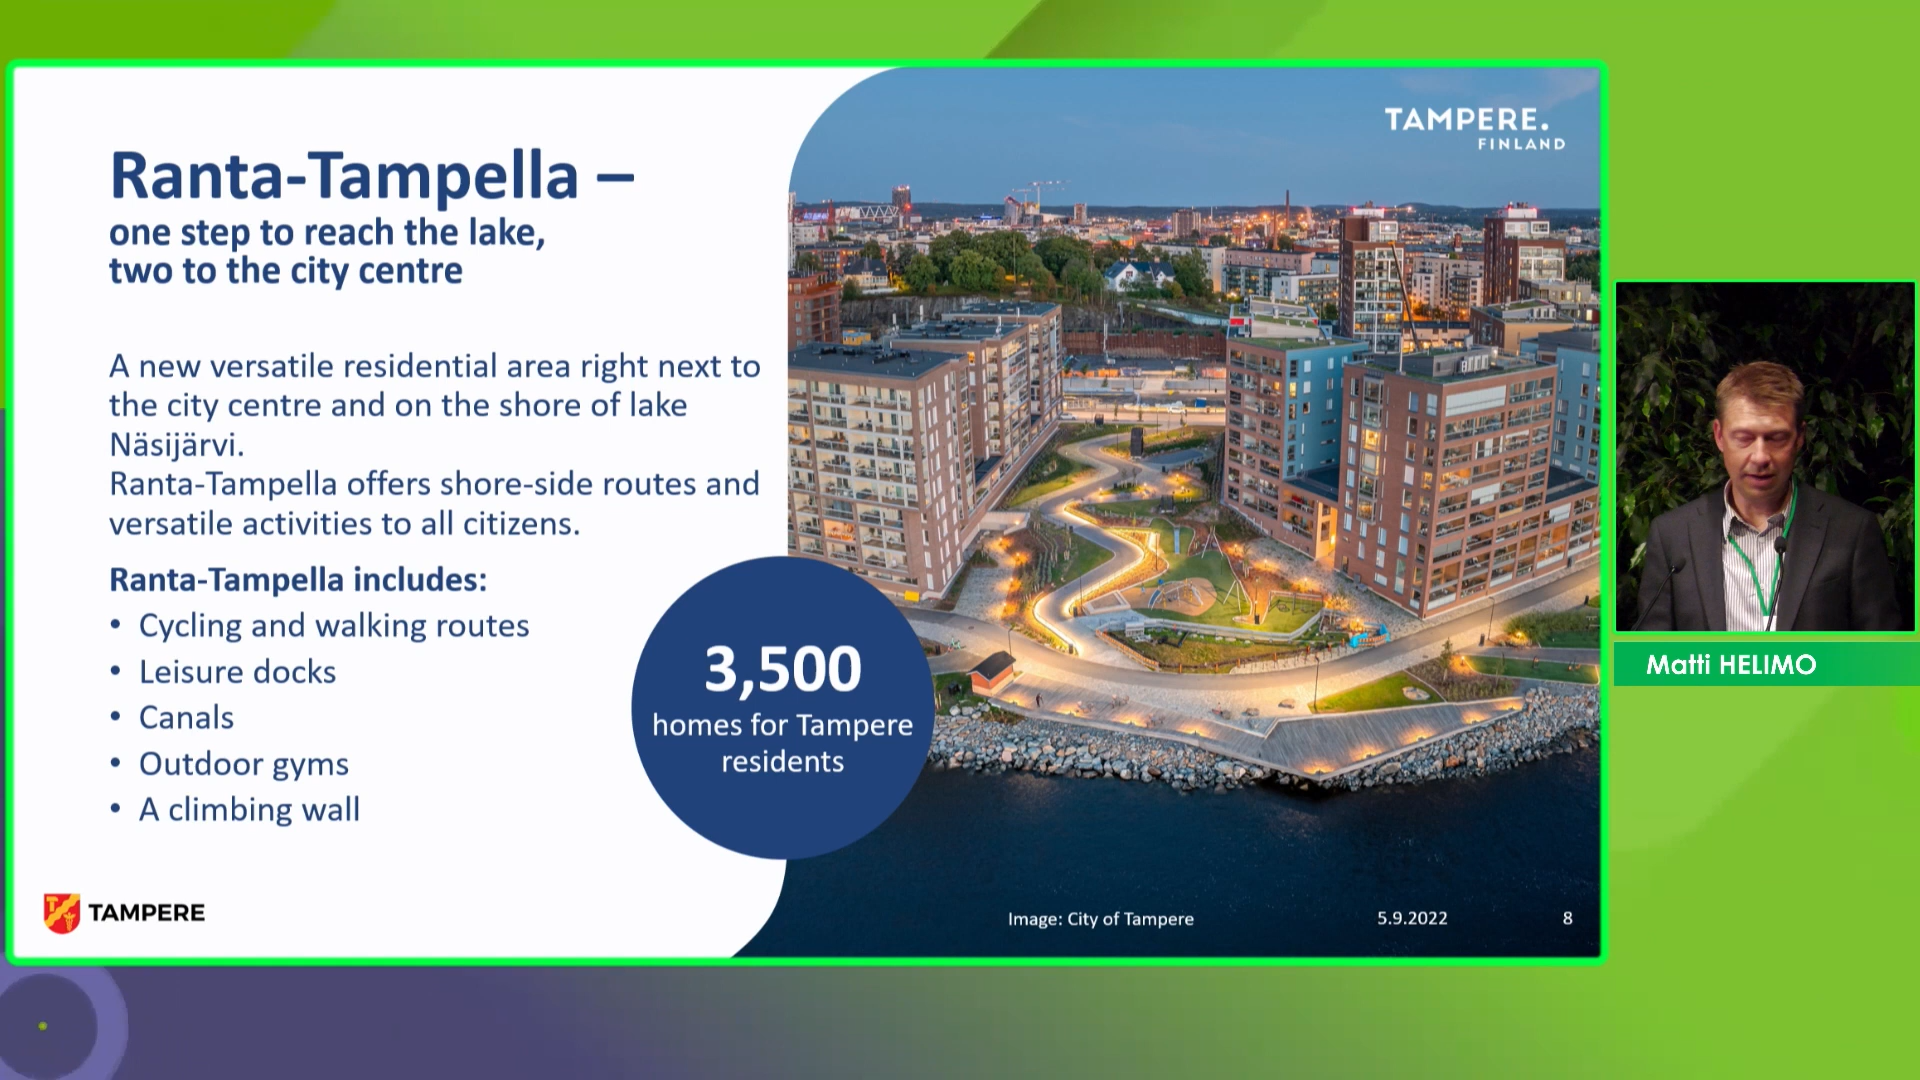 TAMPERE.
FINLAND
Ranta-Tampella –
one step to reach the lake,
two to the city centre
A new versatile residential area right next to
the city centre and on the shore of lake
Näsijärvi.
Ranta-Tampella offers shore-side routes and
versatile activities to all citizens.
Ranta-Tampella includes:
• Cycling and walking routes
• Leisure docks
• Canals
• Outdoor gyms
• A climbing wall
3,500
homes for Tampere
residents
Matti HELIMO
TAMPERE
Image: City of Tampere
5.9.2022
8